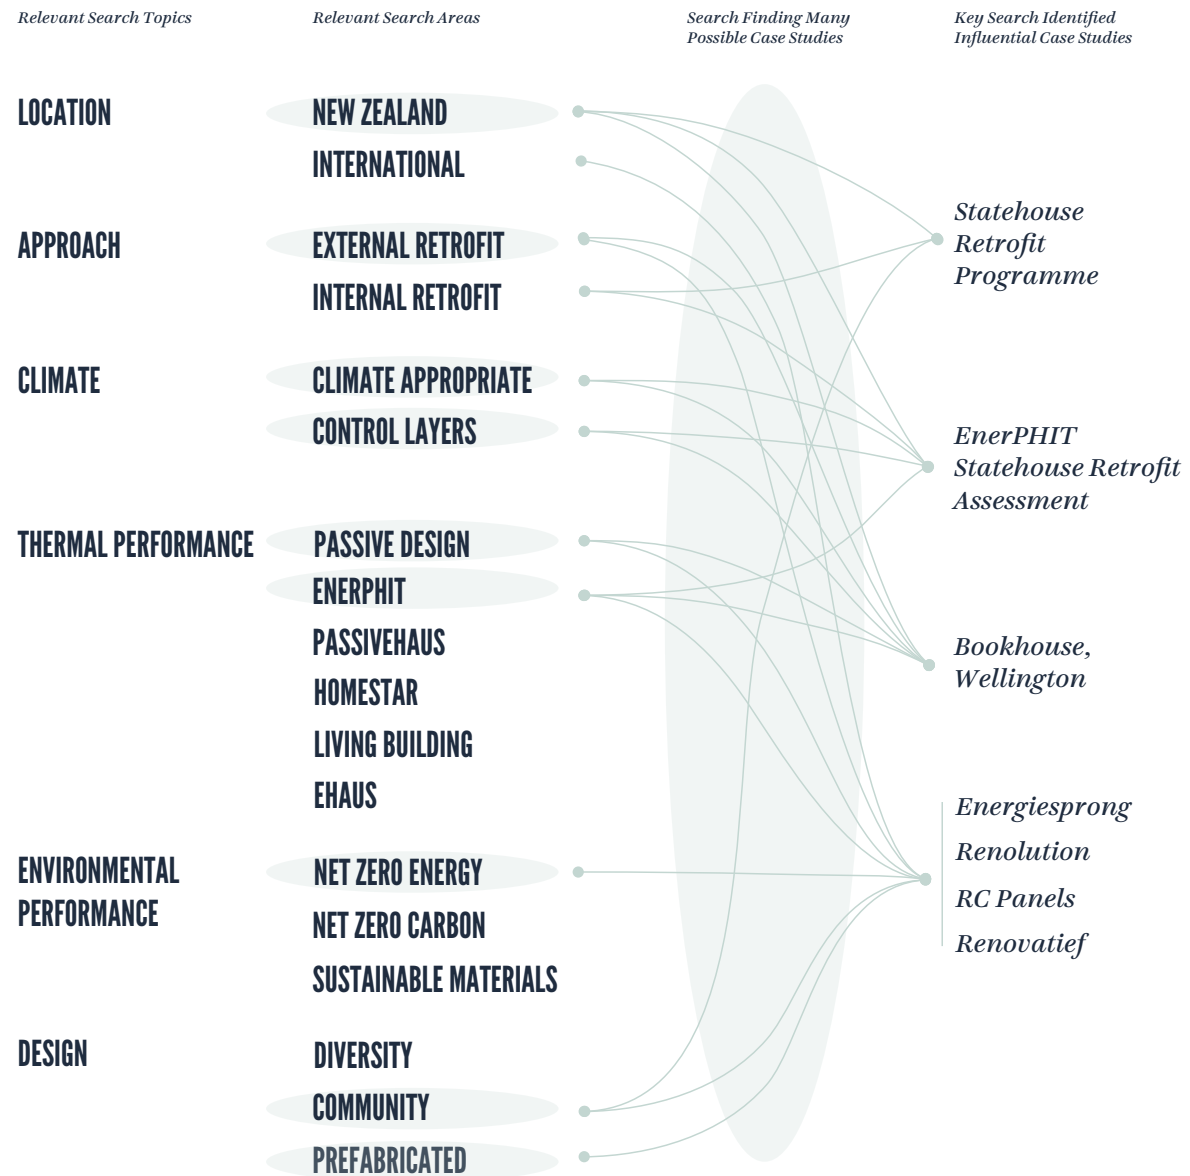 Relevant Search Topics
Relevant Search Areas
Search Finding Many
Possible Case Studies
Key Search Identified
Influential Case Studies
LOCATION
NEW ZEALAND
INTERNATIONAL
APPROACH
EXTERNAL RETROFIT
INTERNAL RETROFIT
CLIMATE
CLIMATE APPROPRIATE
CONTROL LAYERS
THERMAL PERFORMANCE
PASSIVE DESIGN
ENERPHIT
PASSIVEHAUS
HOMESTAR
LIVING BUILDING
EHAUS
ENVIRONMENTAL
PERFORMANCE
NET ZERO ENERGY
NET ZERO CARBON
SUSTAINABLE MATERIALS
DESIGN
DIVERSITY
COMMUNITY
PREFABRICATED
Statehouse
Retrofit
Programme
EnerPHIT
Statehouse Retrofit
Assessment
Bookhouse,
Wellington
Energiesprong
Renolution
RC Panels
Renovatief